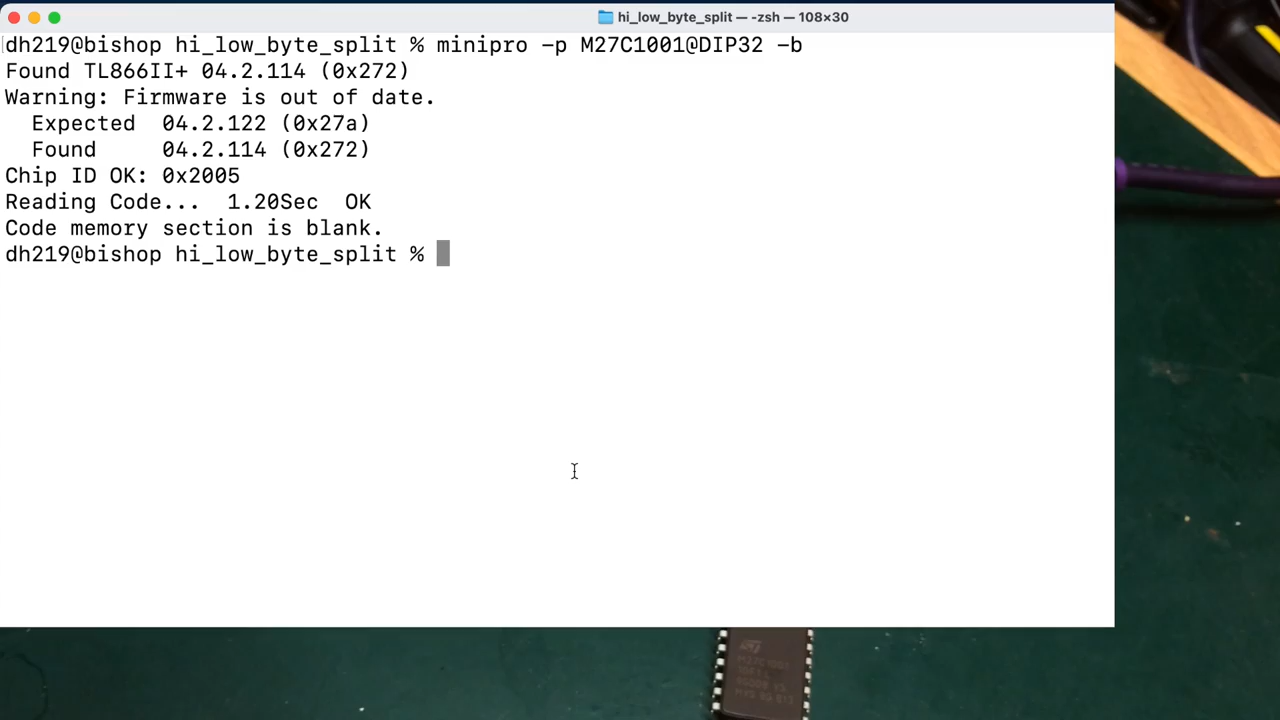 hi_low_byte_split — -zsh — 108×30
dh219@bishop hi_low_byte_split % minipro -p M27C1001@DIP32 -b
Found TL866II+ 04.2.114 (0x272)
Warning: Firmware is out of date.
  Expected  04.2.122 (0x27a)
  Found     04.2.114 (0x272)
Chip ID OK: 0x2005
Reading Code...  1.20Sec  OK
Code memory section is blank.
dh219@bishop hi_low_byte_split %
M27C1001